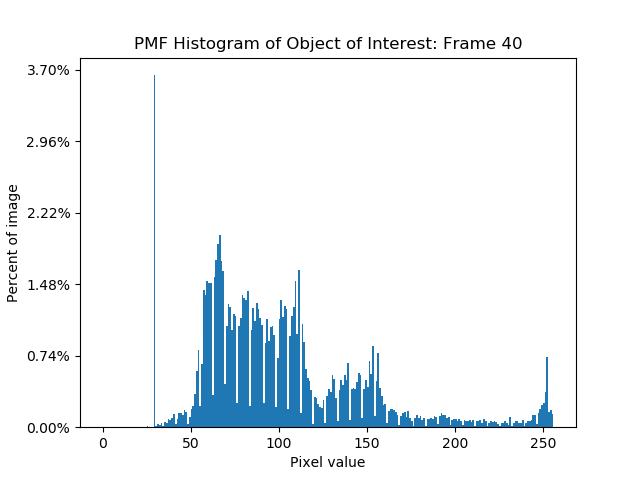 PMF Histogram of Object of Interest: Frame 40
3.70%
2.96%
2.22%
1.48%
0.74%
0.00%
Percent of image
0 50 100 150 200 250
Pixel value